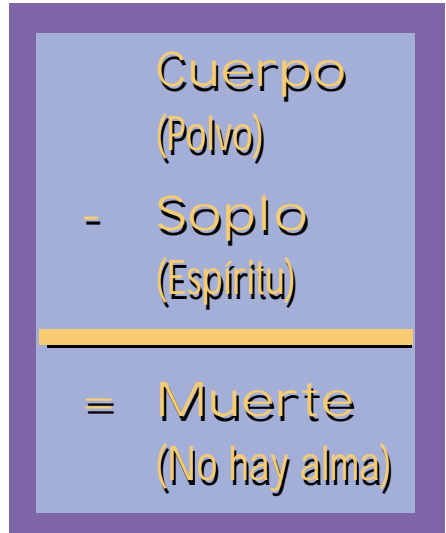 Cuerpo
(Polvo)
- Soplo
(Espíritu)
= Muerte
(No hay alma)